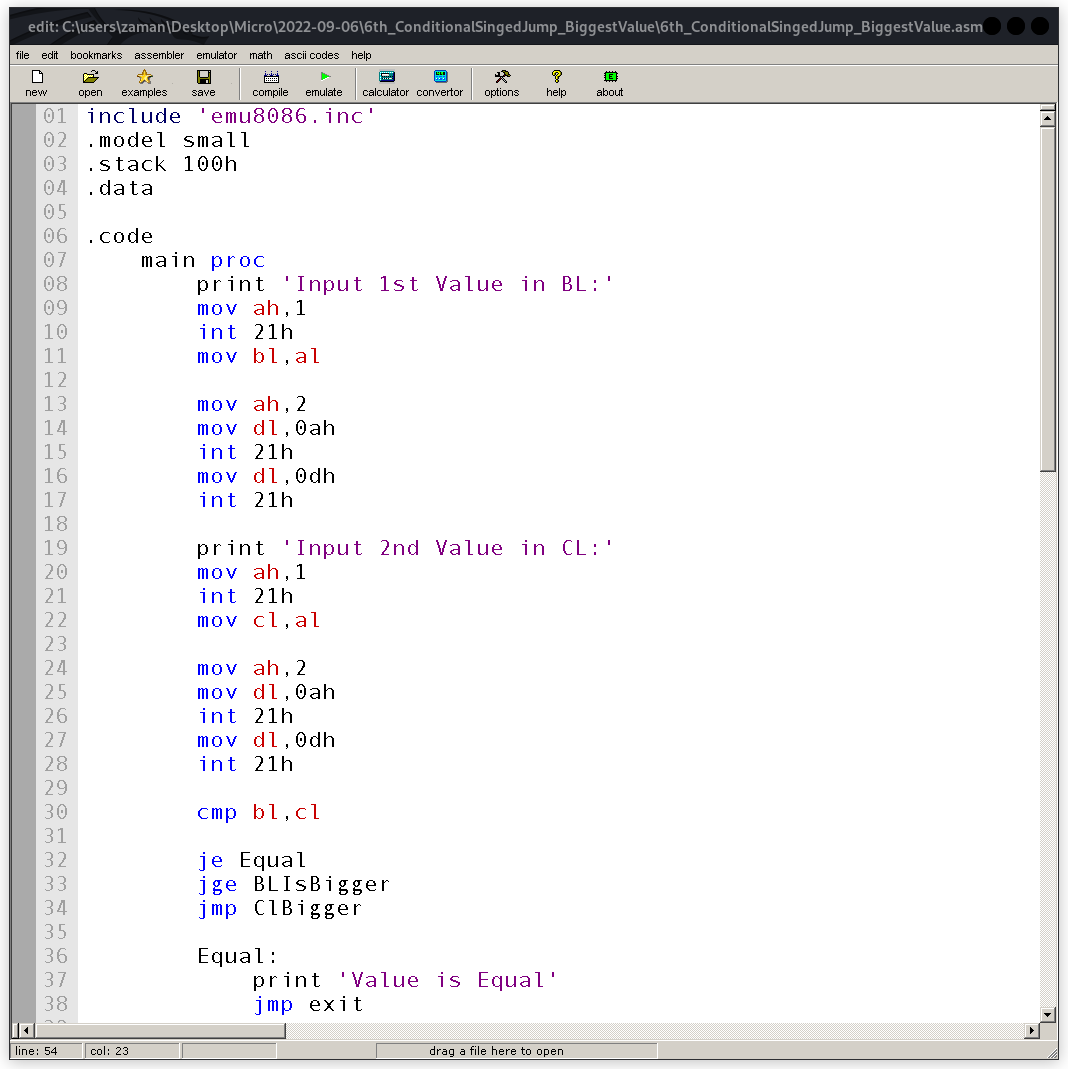 edit: C:\users\zaman\Desktop\Micro\2022-09-06\6th_ConditionalSingedJump_BiggestValue\6th_ConditionalSingedJump_BiggestValue.asm
file edit bookmarks assembler emulator math ascii codes help
new open examples save compile emulate calculator convertor options help about
01 include 'emu8086.inc'
02 .model small
03 .stack 100h
04 .data
05
06 .code
07     main proc
08         print 'Input 1st Value in BL:'
09         mov ah,1
10         int 21h
11         mov bl,al
12
13         mov ah,2
14         mov dl,0ah
15         int 21h
16         mov dl,0dh
17         int 21h
18
19         print 'Input 2nd Value in CL:'
20         mov ah,1
21         int 21h
22         mov cl,al
23
24         mov ah,2
25         mov dl,0ah
26         int 21h
27         mov dl,0dh
28         int 21h
29
30         cmp bl,cl
31
32         je Equal
33         jge BLIsBigger
34         jmp ClBigger
35
36         Equal:
37             print 'Value is Equal'
38             jmp exit
line: 54 col: 23 drag a file here to open